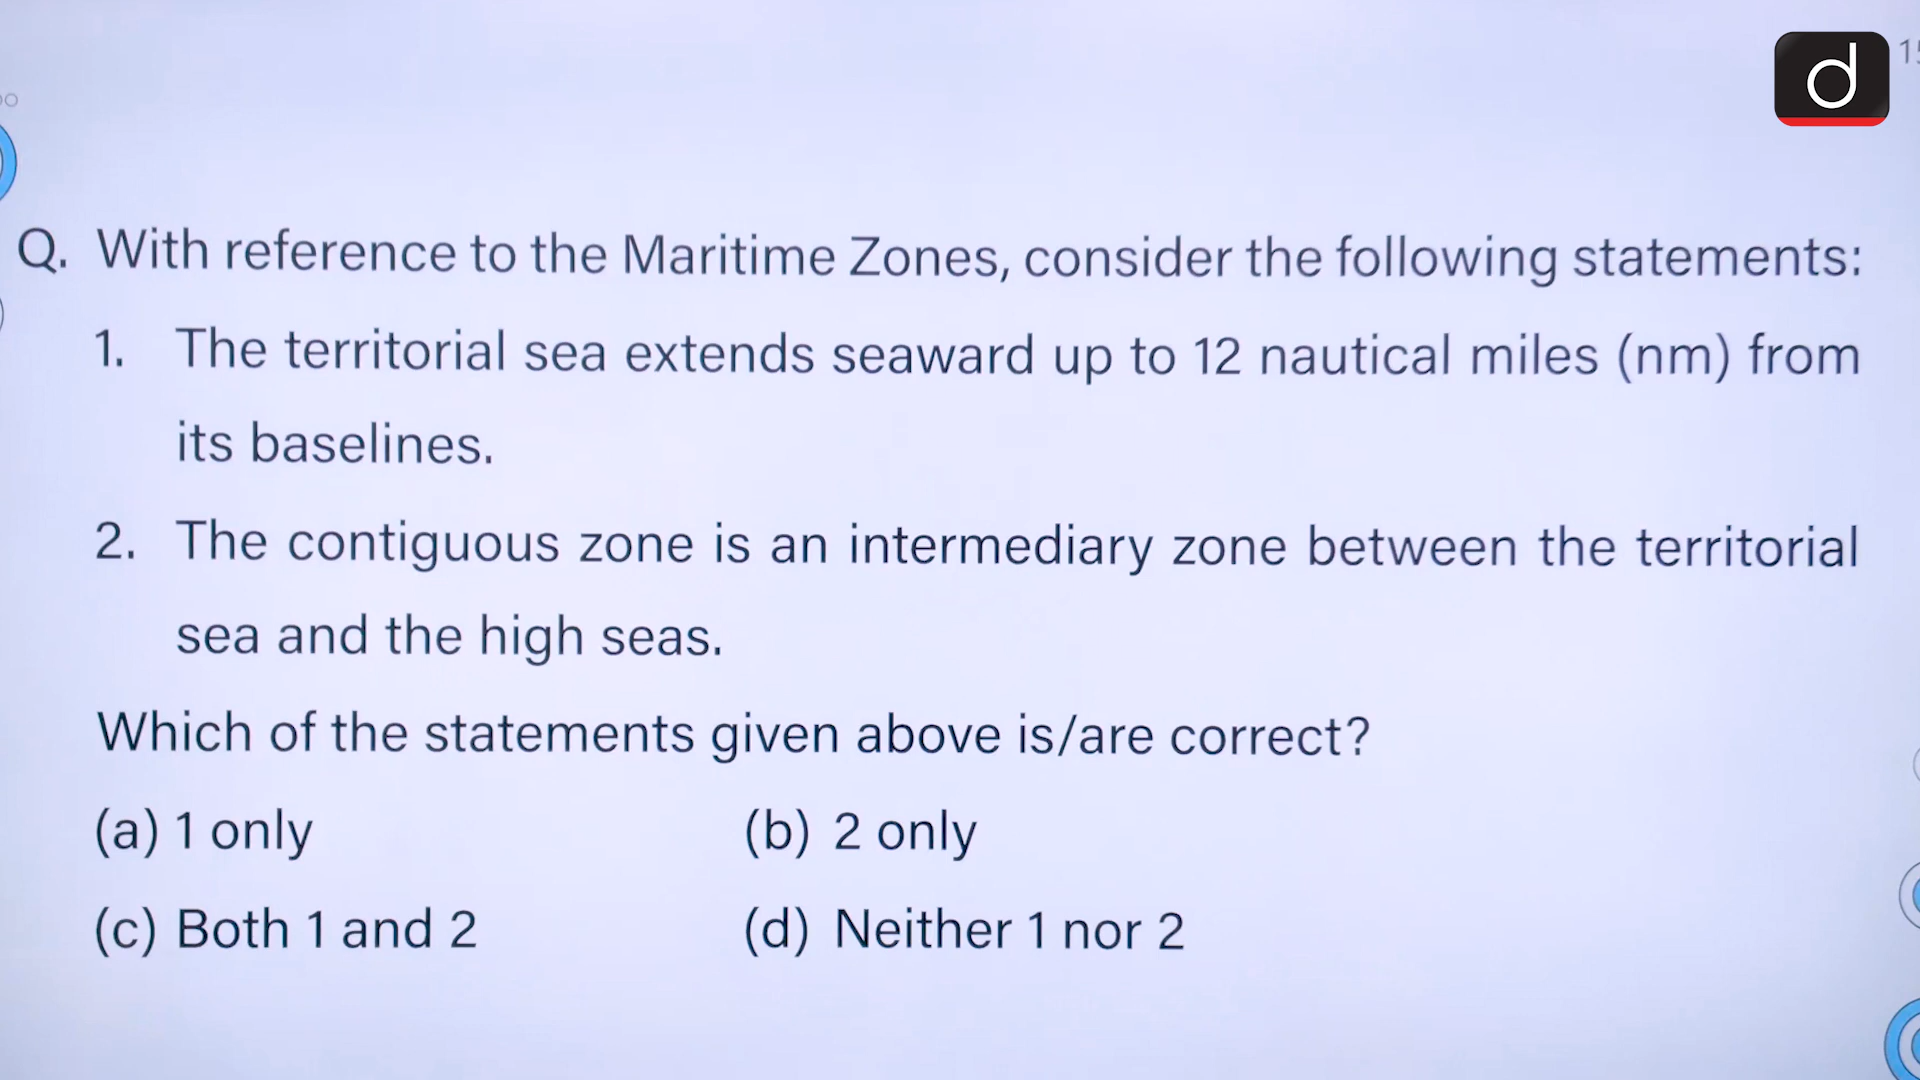 Q. With reference to the Maritime Zones, consider the following statements:
1. The territorial sea extends seaward up to 12 nautical miles (nm) from
its baselines.
2. The contiguous zone is an intermediary zone between the territorial
sea and the high seas.
Which of the statements given above is/are correct?
(a) 1 only (b) 2 only
(c) Both 1 and 2 (d) Neither 1 nor 2